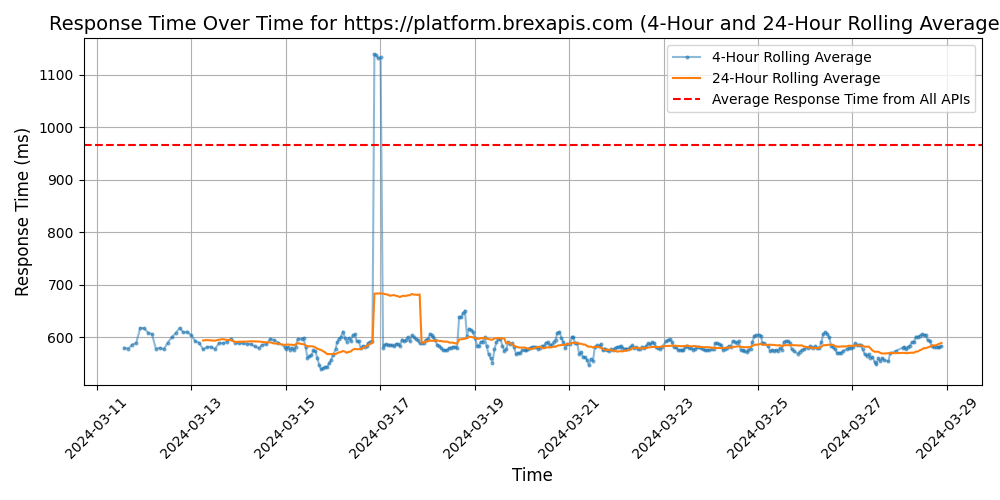 Response Time Over Time for https://platform.brexapis.com (4-Hour and 24-Hour Rolling Average
4-Hour Rolling Average
24-Hour Rolling Average
Average Response Time from All APIs
Response Time (ms)
1100
1000
900
800
700
600
2024-03-11
2024-03-13
2024-03-15
2024-03-17
2024-03-19
2024-03-21
2024-03-23
2024-03-25
2024-03-27
2024-03-29
Time